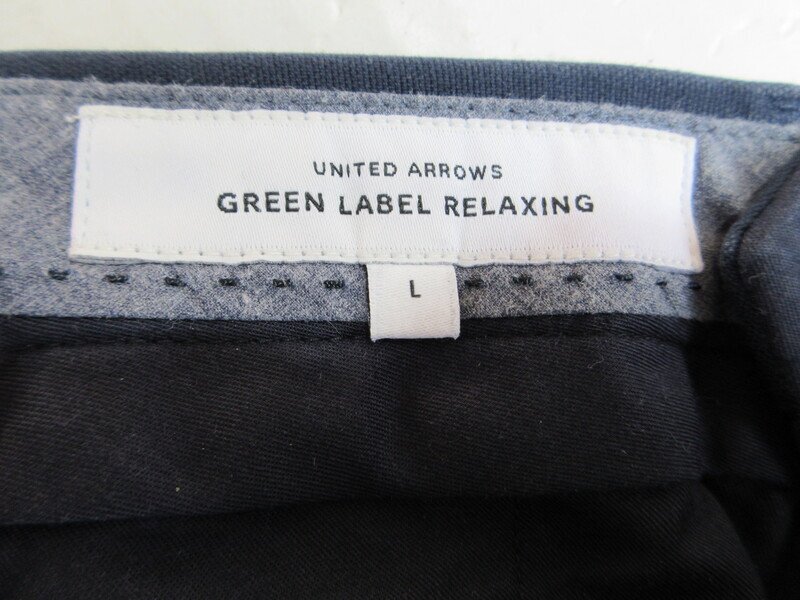 UNITED ARROWS
GREEN LABEL RELAXING
L